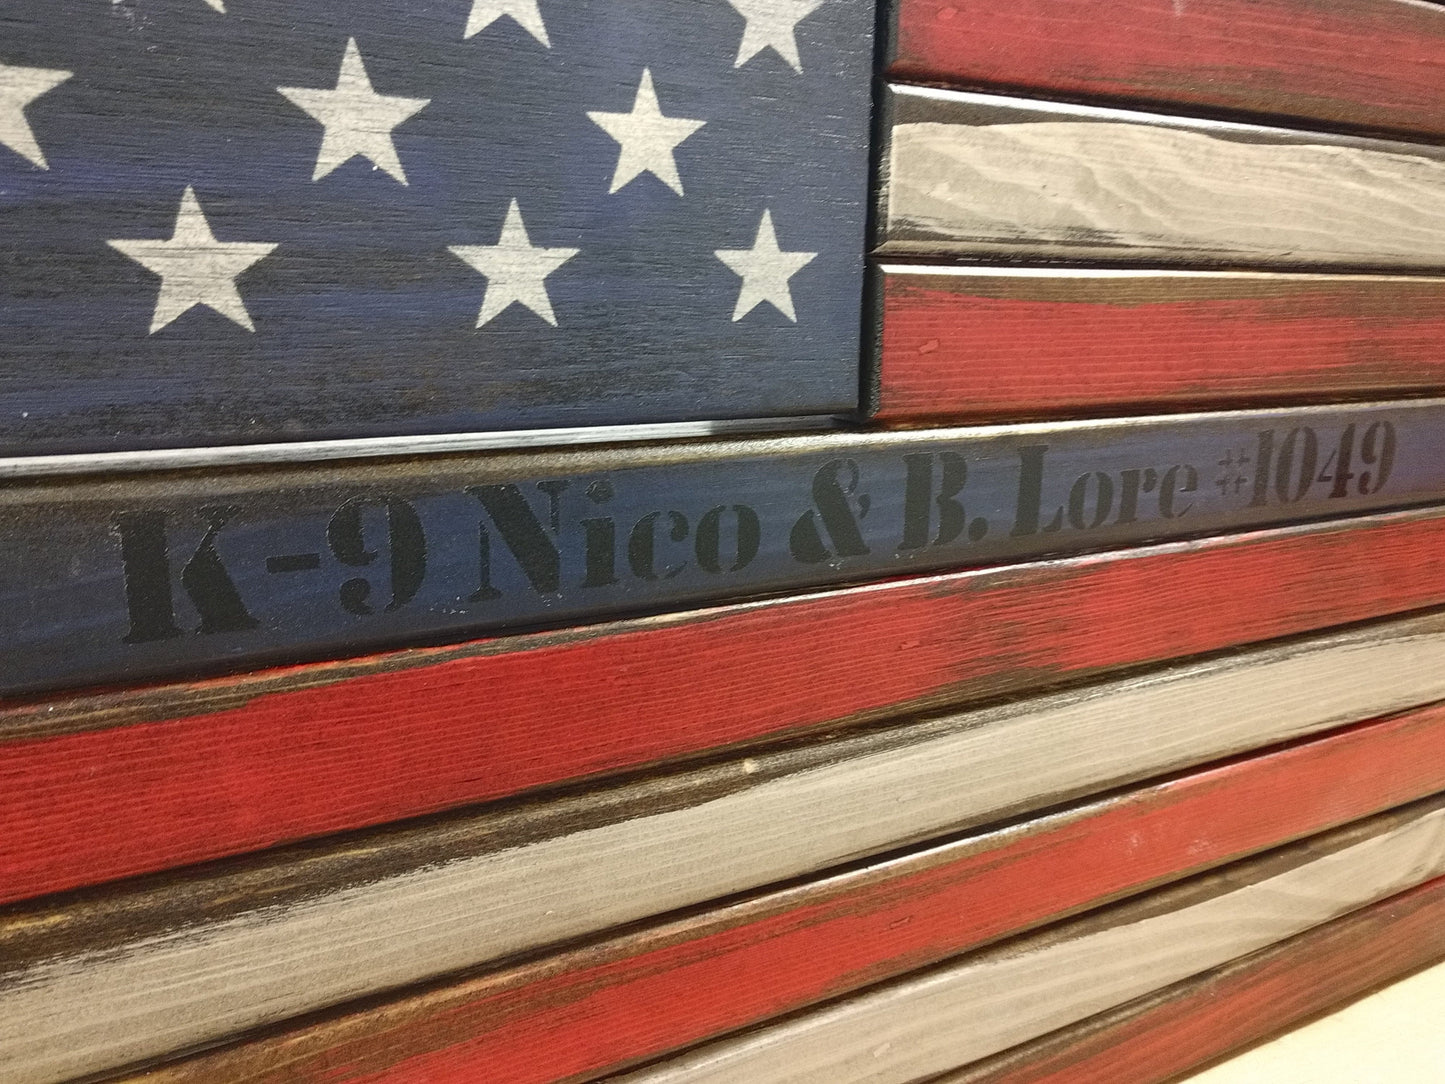 K-9 Nico & B. Lore #1049